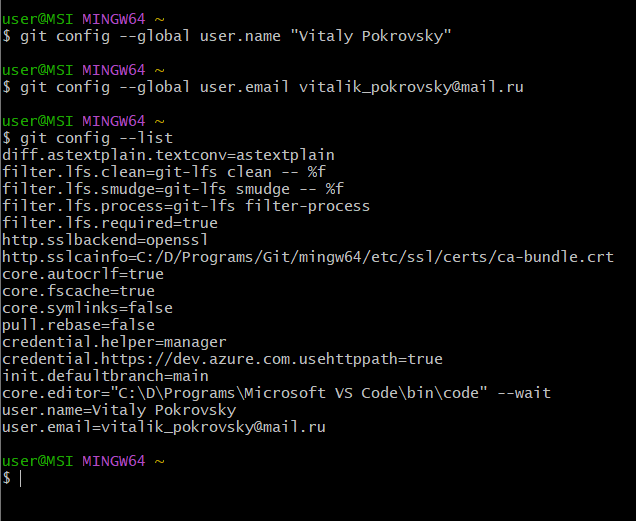 user@MSI MINGW64 ~
$ git config --global user.name "Vitaly Pokrovsky"
user@MSI MINGW64 ~
$ git config --global user.email vitalik_pokrovsky@mail.ru
user@MSI MINGW64 ~
$ git config --list
diff.astextplain.textconv=astextplain
filter.lfs.clean=git-lfs clean -- %f
filter.lfs.smudge=git-lfs smudge -- %f
filter.lfs.process=git-lfs filter-process
filter.lfs.required=true
http.sslbackend=openssl
http.sslcainfo=C:/D/Programs/Git/mingw64/etc/ssl/certs/ca-bundle.crt
core.autocrlf=true
core.fscache=true
core.symlinks=false
pull.rebase=false
credential.helper=manager
credential.https://dev.azure.com.usehttppath=true
init.defaultbranch=main
core.editor="C:\D\Programs\Microsoft VS Code\bin\code" --wait
user.name=Vitaly Pokrovsky
user.email=vitalik_pokrovsky@mail.ru
user@MSI MINGW64 ~
$